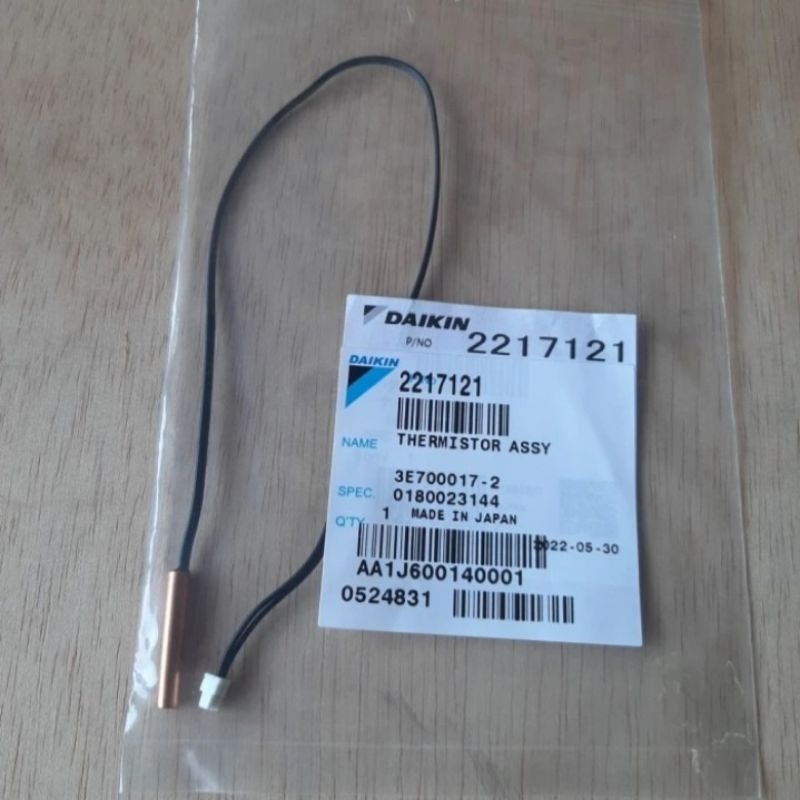 DAIKIN
P/NO 2217121
DAIKIN
2217121
NAME THERMISTOR ASSY
3E700017-2
SPEC. 0180023144
Q'TY 1 MADE IN JAPAN
2022-05-30
AA1J600140001
0524831